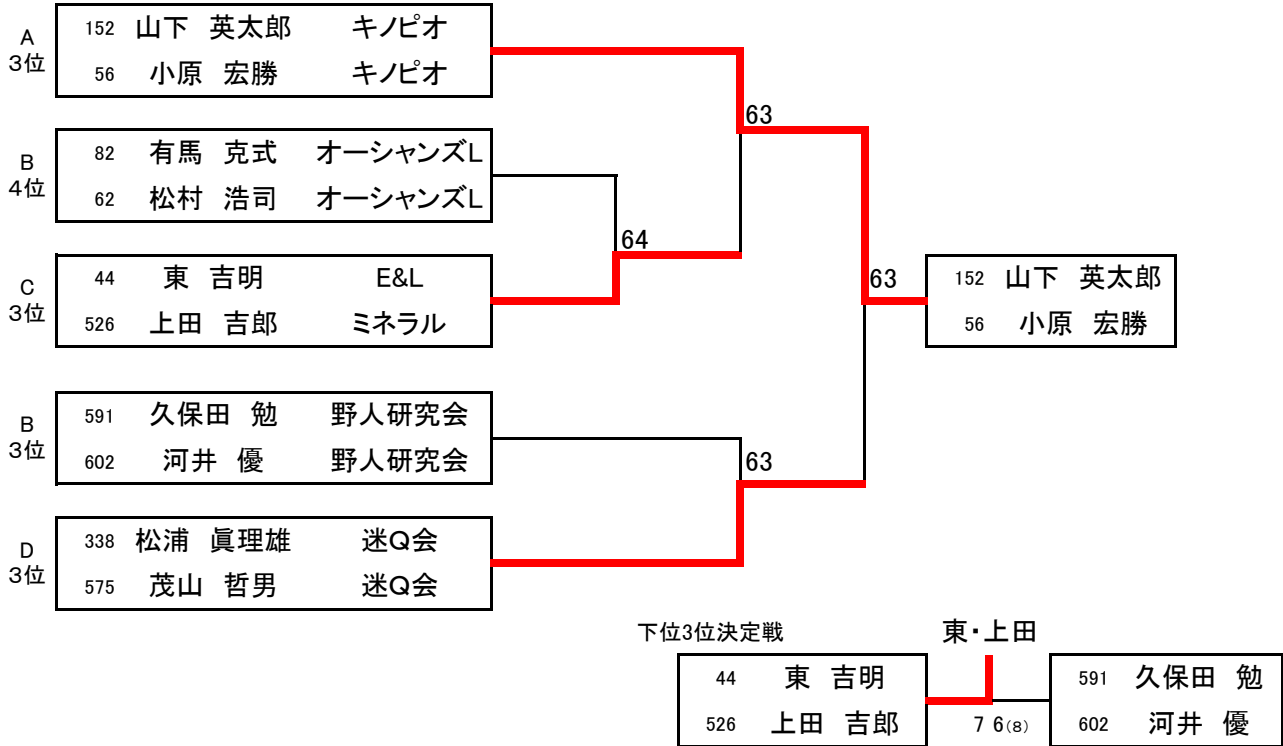 A
3位
152 山下 英太郎 キノピオ
56 小原 宏勝 キノピオ
63
B
4位
82 有馬 克式 オーシャンズL
62 松村 浩司 オーシャンズL
64
C
3位
44 東 吉明 E&L
526 上田 吉郎 ミネラル
63
152 山下 英太郎
56 小原 宏勝
B
3位
591 久保田 勉 野人研究会
602 河井 優 野人研究会
63
D
3位
338 松浦 眞理雄 迷Q会
575 茂山 哲男 迷Q会
下位3位決定戦
東・上田
44 東 吉明
526 上田 吉郎
7 6(8)
591 久保田 勉
602 河井 優